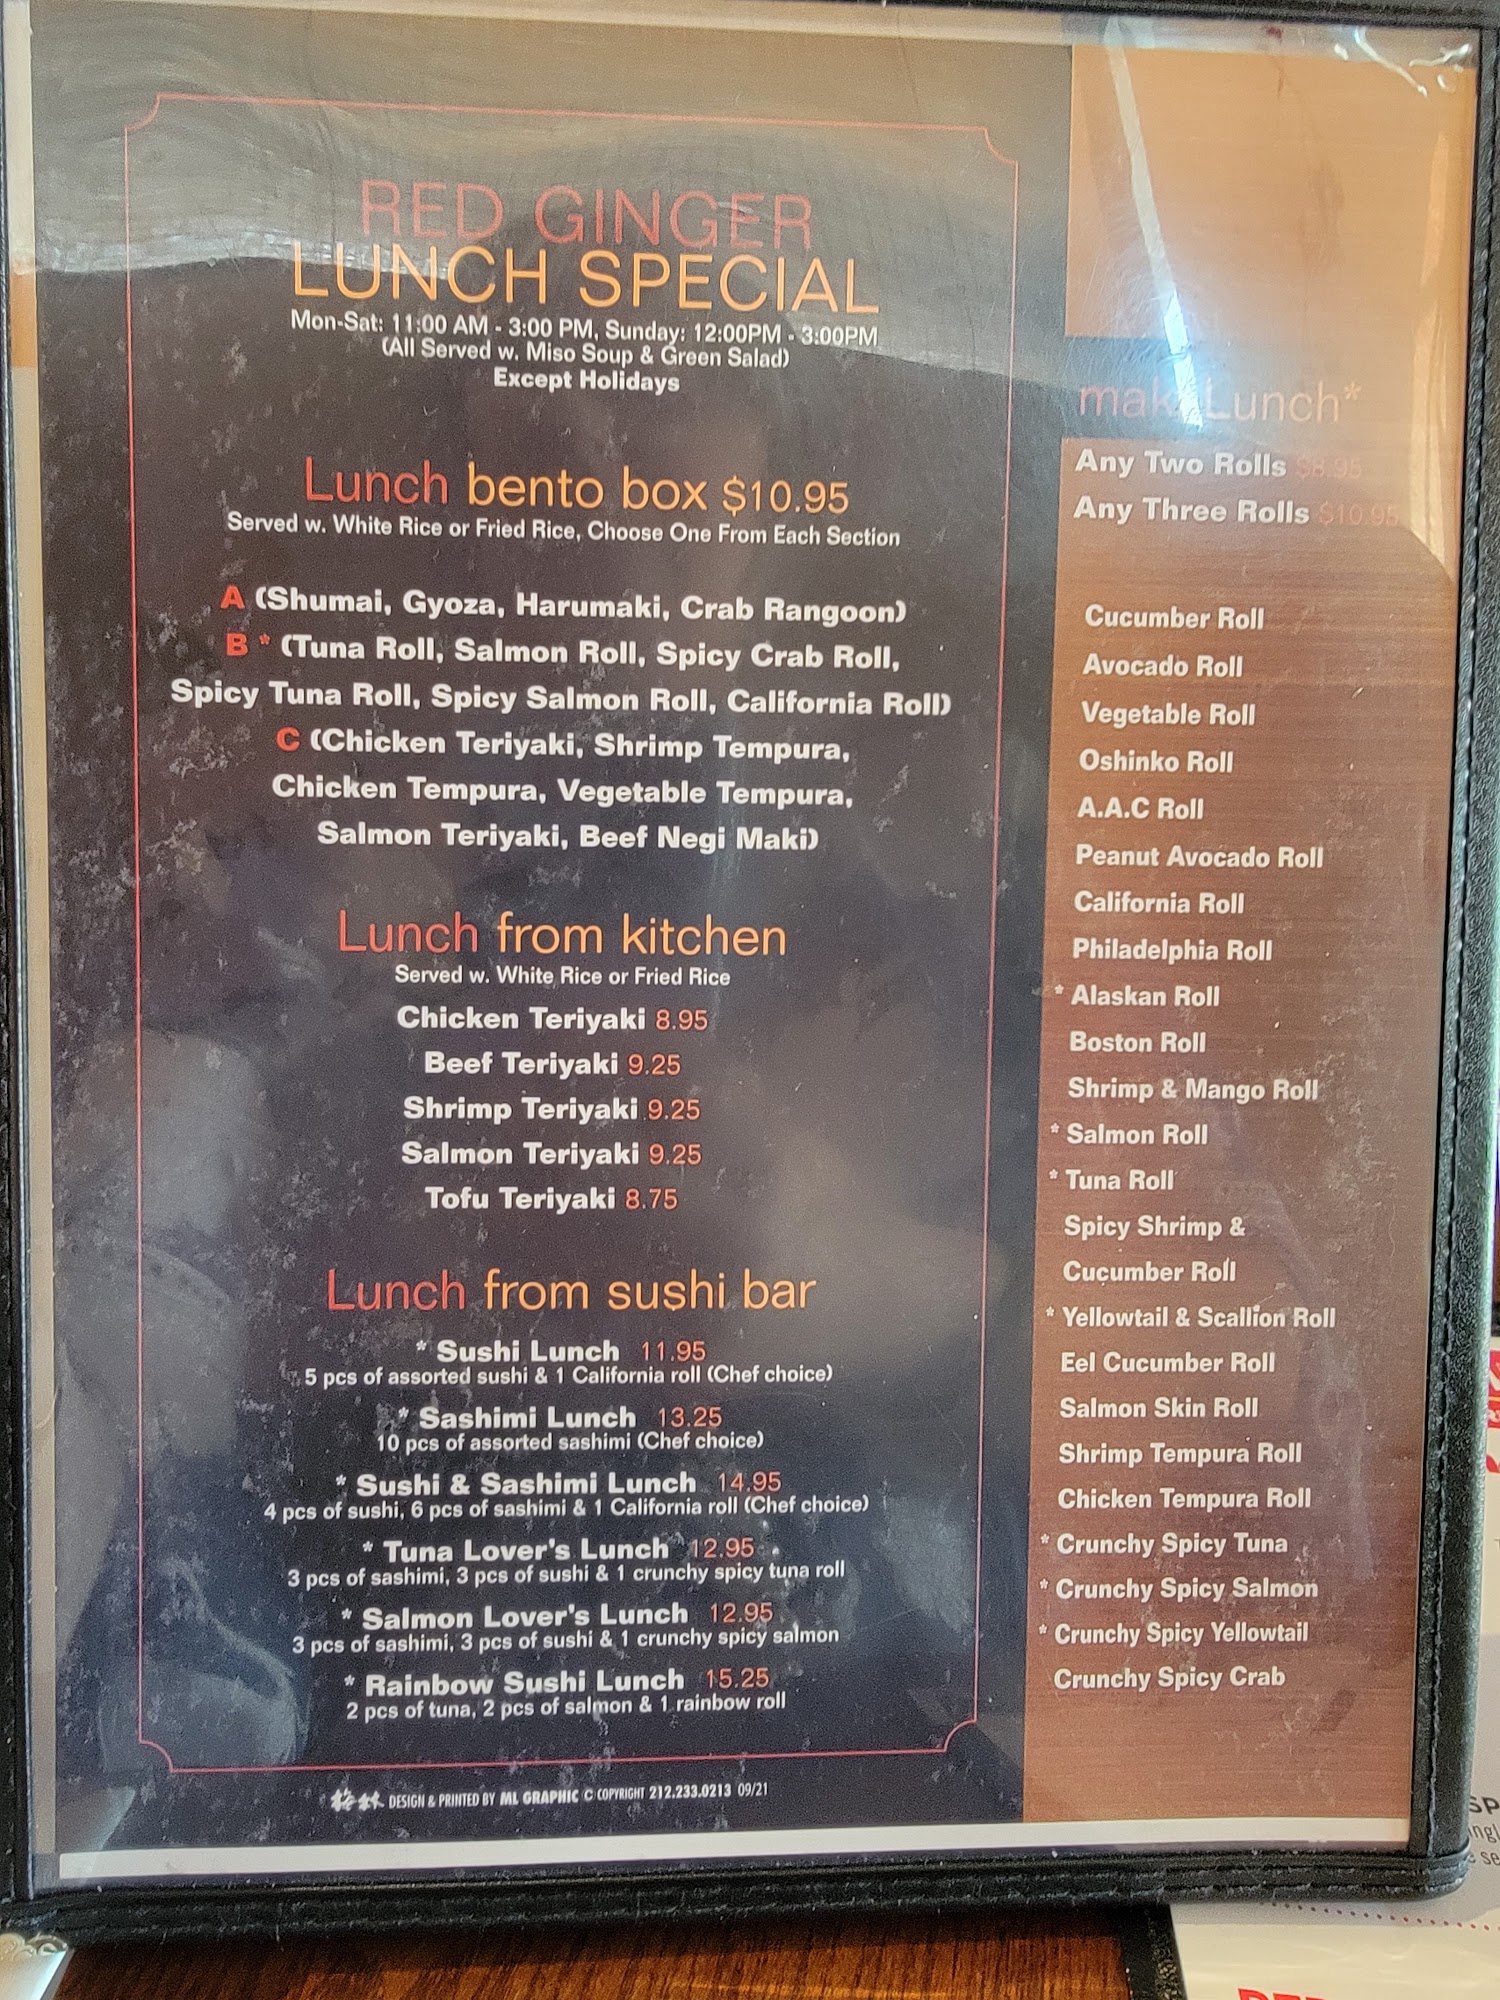 RED GINGER
LUNCH SPECIAL
Mon-Sat: 11:00 AM - 3:00 PM, Sunday: 12:00PM - 3:00PM
(All Served w. Miso Soup & Green Salad)
Except Holidays
Lunch bento box $10.95
Served w. White Rice or Fried Rice, Choose One From Each Section
A (Shumai, Gyoza, Harumaki, Crab Rangoon)
B * (Tuna Roll, Salmon Roll, Spicy Crab Roll,
Spicy Tuna Roll, Spicy Salmon Roll, California Roll)
C (Chicken Teriyaki, Shrimp Tempura,
Chicken Tempura, Vegetable Tempura,
Salmon Teriyaki, Beef Negi Maki)
Lunch from kitchen
Served w. White Rice or Fried Rice
Chicken Teriyaki 8.95
Beef Teriyaki 9.25
Shrimp Teriyaki 9.25
Salmon Teriyaki 9.25
Tofu Teriyaki 8.75
Lunch from sushi bar
* Sushi Lunch 11.95
5 pcs of assorted sushi & 1 California roll (Chef choice)
* Sashimi Lunch 13.25
10 pcs of assorted sashimi (Chef choice)
* Sushi & Sashimi Lunch 14.95
4 pcs of sushi, 6 pcs of sashimi & 1 California roll (Chef choice)
* Tuna Lover's Lunch 12.95
3 pcs of sashimi, 3 pcs of sushi & 1 crunchy spicy tuna roll
* Salmon Lover's Lunch 12.95
3 pcs of sashimi, 3 pcs of sushi & 1 crunchy spicy salmon
* Rainbow Sushi Lunch 15.25
2 pcs of tuna, 2 pcs of salmon & 1 rainbow roll
DESIGN & PRINTED BY ML GRAPHIC © COPYRIGHT 212.233.0213 09/21
maki Lunch*
Any Two Rolls $8.95
Any Three Rolls $10.95
Cucumber Roll
Avocado Roll
Vegetable Roll
Oshinko Roll
A.A.C Roll
Peanut Avocado Roll
California Roll
Philadelphia Roll
* Alaskan Roll
Boston Roll
Shrimp & Mango Roll
* Salmon Roll
* Tuna Roll
Spicy Shrimp &
Cucumber Roll
* Yellowtail & Scallion Roll
Eel Cucumber Roll
Salmon Skin Roll
Shrimp Tempura Roll
Chicken Tempura Roll
* Crunchy Spicy Tuna
* Crunchy Spicy Salmon
* Crunchy Spicy Yellowtail
Crunchy Spicy Crab